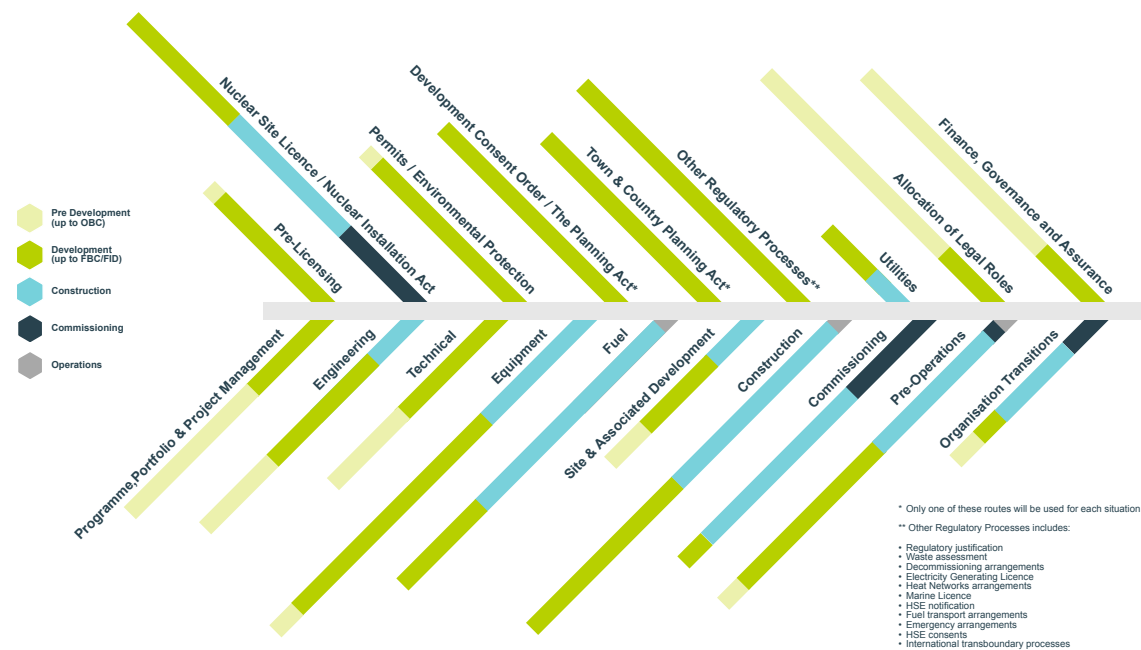 Nuclear Site Licence / Nuclear Installation Act
Pre-Licensing
Permits / Environmental Protection
Development Consent Order / The Planning Act*
Town & Country Planning Act*
Other Regulatory Processes**
Utilities
Allocation of Legal Roles
Finance, Governance and Assurance
Pre Development
(up to OBC)
Development
(up to FBC/FID)
Construction
Commissioning
Operations
Programme,Portfolio & Project Management
Engineering
Technical
Equipment
Fuel
Site & Associated Development
Construction
Commissioning
Pre-Operations
Organisation Transitions
* Only one of these routes will be used for each situation
** Other Regulatory Processes includes:
• Regulatory justification
• Waste assessment
• Decommissioning arrangements
• Electricity Generating Licence
• Heat Networks arrangements
• Marine Licence
• HSE notification
• Fuel transport arrangements
• Emergency arrangements
• HSE consents
• International transboundary processes